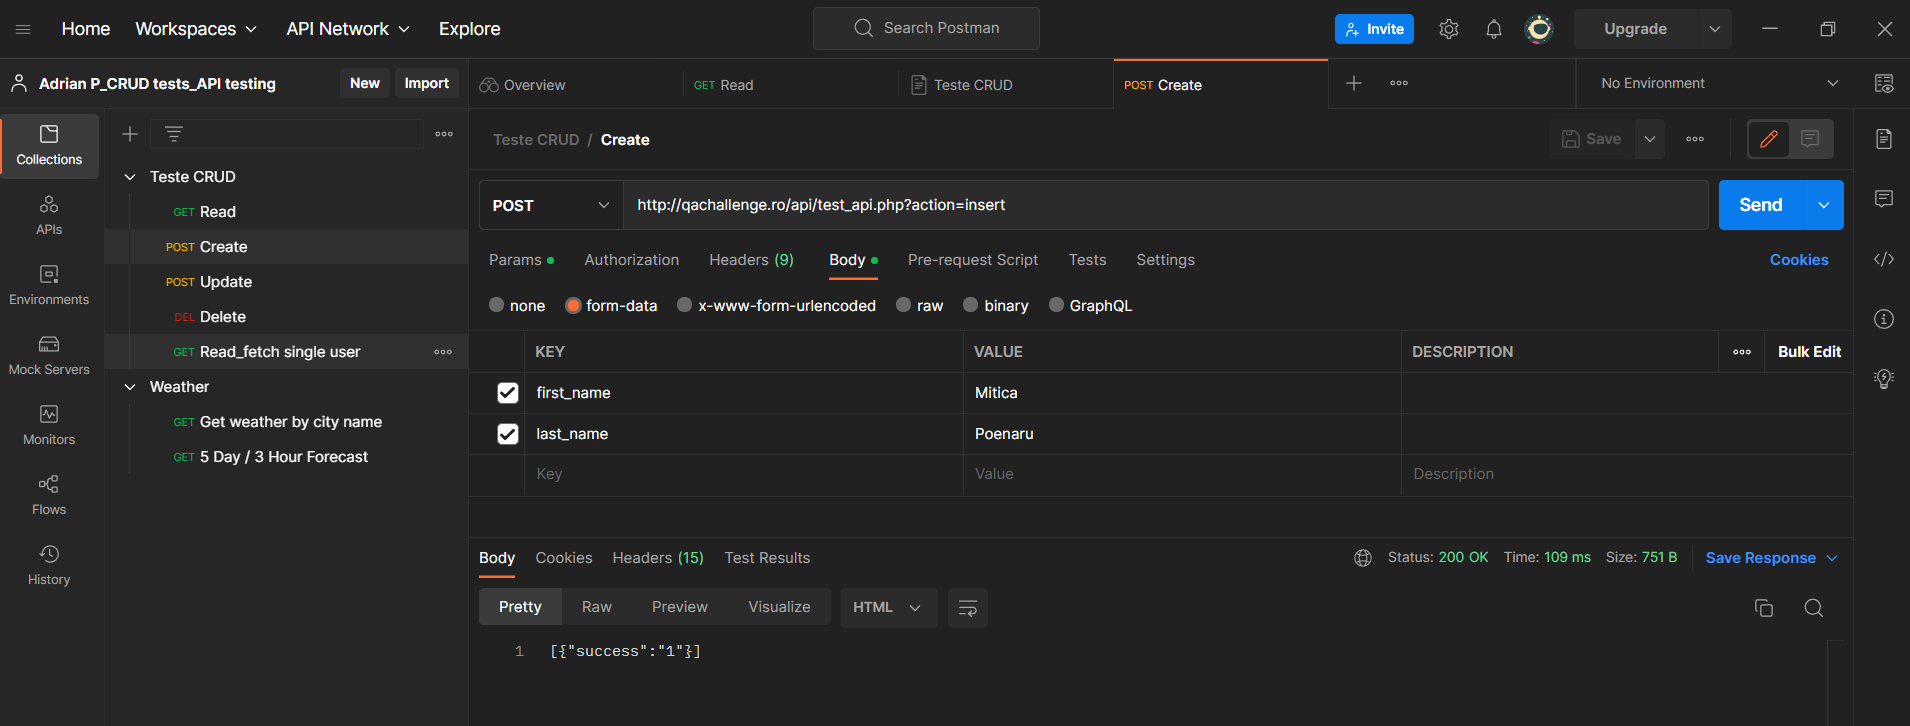 Home Workspaces API Network Explore Search Postman Invite Upgrade
Adrian P_CRUD tests_API testing New Import Overview GET Read Teste CRUD POST Create No Environment
Collections
APIs
Environments
Mock Servers
Monitors
Flows
History
Teste CRUD
GET Read
POST Create
POST Update
DEL Delete
GET Read_fetch single user
Weather
GET Get weather by city name
GET 5 Day / 3 Hour Forecast
Teste CRUD / Create Save
POST http://qachallenge.ro/api/test_api.php?action=insert Send
Params Authorization Headers (9) Body Pre-request Script Tests Settings Cookies
none form-data x-www-form-urlencoded raw binary GraphQL
KEY VALUE DESCRIPTION Bulk Edit
first_name Mitica
last_name Poenaru
Key Value Description
Body Cookies Headers (15) Test Results Status: 200 OK Time: 109 ms Size: 751 B Save Response
Pretty Raw Preview Visualize HTML
1 [{"success":"1"}]